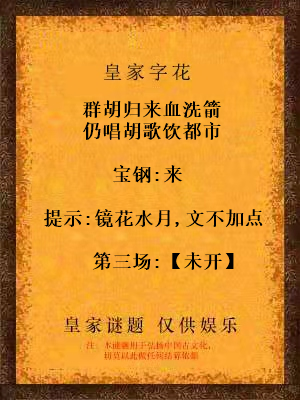 皇家字花
群胡归来血洗箭
仍唱胡歌饮都市
宝钢:来
提示:镜花水月,文不加点
第三场:【未开】
皇家谜题 仅供娱乐
注:本谜题用于弘扬中国古文化,
切莫以此做任何结算依据